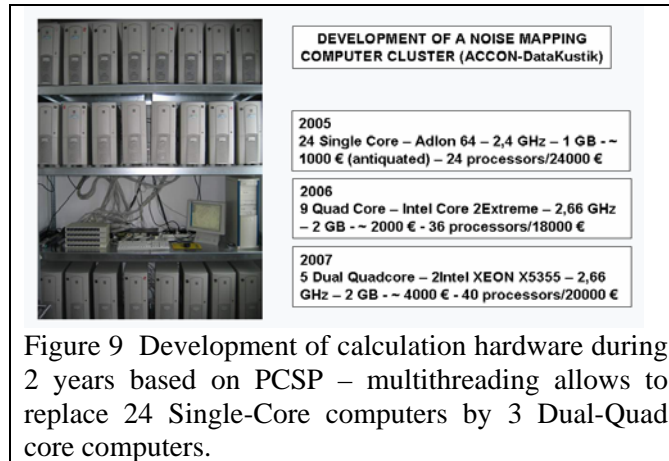 DEVELOPMENT OF A NOISE MAPPING
COMPUTER CLUSTER (ACCON-DataKustik)
2005
24 Single Core – Adlon 64 – 2,4 GHz – 1 GB - ~
1000 € (antiquated) – 24 processors/24000 €
2006
9 Quad Core – Intel Core 2Extreme – 2,66 GHz
– 2 GB - ~ 2000 € - 36 processors/18000 €
2007
5 Dual Quadcore – 2Intel XEON X5355 – 2,66
GHz – 2 GB - ~ 4000 € - 40 processors/20000 €
Figure 9 Development of calculation hardware during
2 years based on PCSP – multithreading allows to
replace 24 Single-Core computers by 3 Dual-Quad
core computers.